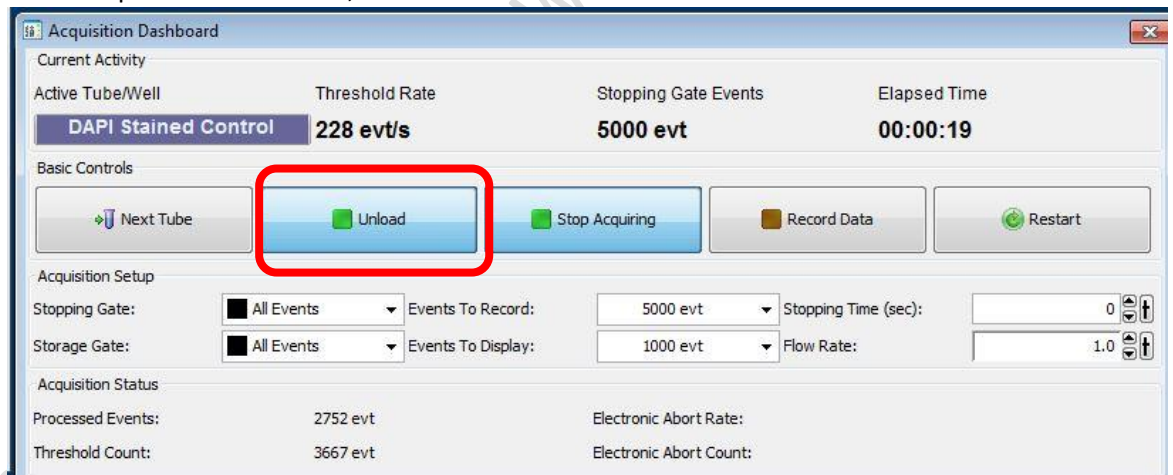 Acquisition Dashboard
Current Activity
Active Tube/Well Threshold Rate Stopping Gate Events Elapsed Time
DAPI Stained Control 228 evt/s 5000 evt 00:00:19
Basic Controls
Next Tube Unload Stop Acquiring Record Data Restart
Acquisition Setup
Stopping Gate: All Events Events To Record: 5000 evt Stopping Time (sec): 0
Storage Gate: All Events Events To Display: 1000 evt Flow Rate: 1.0
Acquisition Status
Processed Events: 2752 evt Electronic Abort Rate:
Threshold Count: 3667 evt Electronic Abort Count: